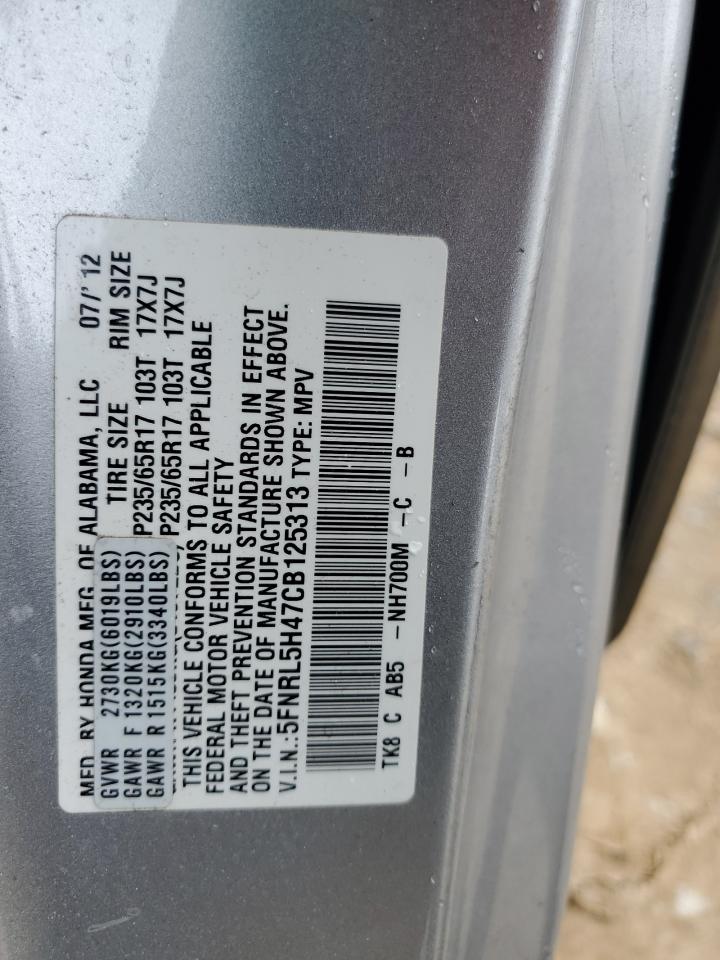 MFD BY HONDA MFG. OF ALABAMA, LLC 07/'12
TIRE SIZE RIM SIZE
GVWR 2730KG(6019LBS)
GAWR F 1320KG(2910LBS) P235/65R17 103T 17X7J
GAWR R 1515KG(3340LBS) P235/65R17 103T 17X7J
THIS VEHICLE CONFORMS TO ALL APPLICABLE
FEDERAL MOTOR VEHICLE SAFETY
AND THEFT PREVENTION STANDARDS IN EFFECT
ON THE DATE OF MANUFACTURE SHOWN ABOVE.
V.I.N.:5FNRL5H47CB125313 TYPE: MPV
TK8 C AB5 -NH700M -C -B